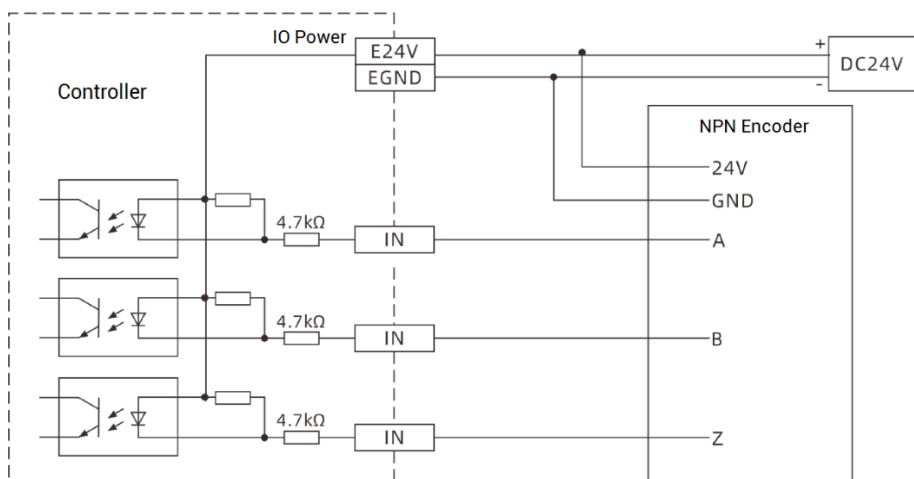 IO Power
E24V
EGND
+
-
DC24V
Controller
NPN Encoder
24V
GND
4.7kΩ
IN
A
4.7kΩ
IN
B
4.7kΩ
IN
Z